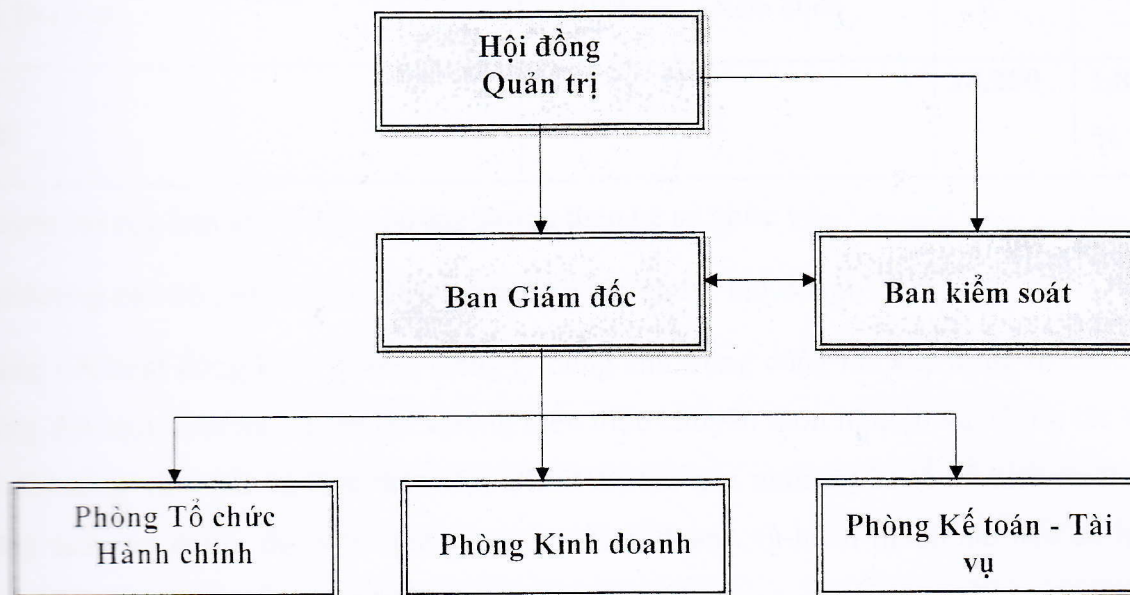 Hội đồng
Quản trị
Ban Giám đốc
Ban kiểm soát
Phòng Tổ chức
Hành chính
Phòng Kinh doanh
Phòng Kế toán - Tài
vụ